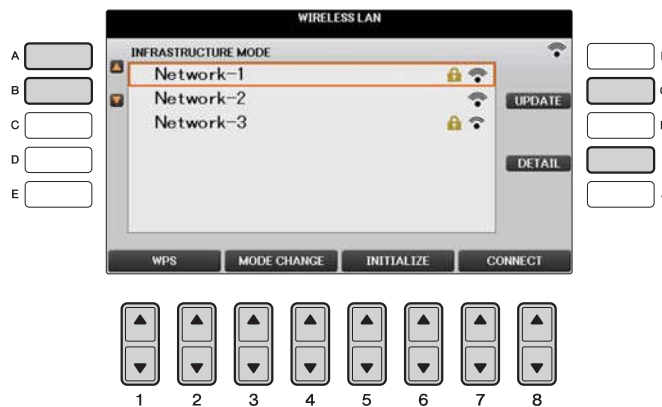 WIRELESS LAN
INFRASTRUCTURE MODE
A
Network-1
B
Network-2
UPDATE
C
Network-3
D
DETAIL
E
WPS
MODE CHANGE
INITIALIZE
CONNECT
1 2 3 4 5 6 7 8